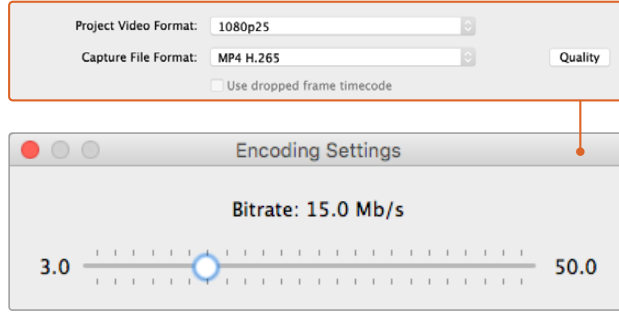 Project Video Format: 1080p25
Capture File Format: MP4 H.265 Quality
Use dropped frame timecode
Encoding Settings
Bitrate: 15.0 Mb/s
3.0 50.0